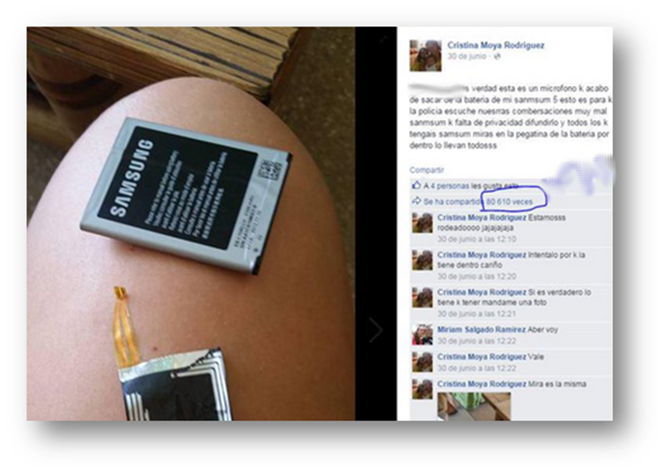 SAMSUNG
Cristina Moya Rodriguez
30 de junio
s verdad esta es un microfono k acabo
de sacar de la bateria de mi sanmsum 5 esto es para k
la policia escuche nuesrras combersaciones muy mal
sanmsum k falta de privacidad difundirlo y todos los k
tengais samsum miras en la pegatina de la bateria por
dentro lo llevan todosss
Compartir
A 4 personas les gusta esto.
Se ha compartido 80 610 veces
Cristina Moya Rodriguez Estamosss
rodeadoooo jajajajaja
30 de junio a las 12:10
Cristina Moya Rodriguez Intentalo por k la
tiene dentro cariño
30 de junio a las 12:20
Cristina Moya Rodriguez Si es verdadero lo
tiene k tener mandame una foto
30 de junio a las 12:21
Miriam Salgado Ramirez Aber voy
30 de junio a las 12:22
Cristina Moya Rodriguez Vale
30 de junio a las 12:21
Cristina Moya Rodriguez Mira es la misma